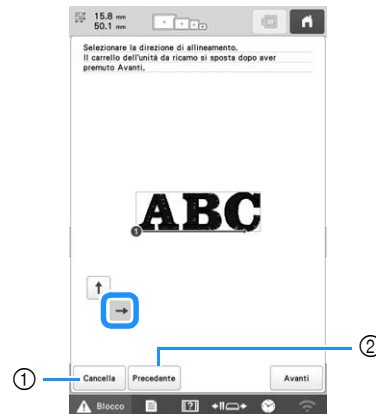 15.8 mm
50.1 mm
Selezionare la direzione di allineamento.
Il carrello dell'unità da ricamo si sposta dopo aver
premuto Avanti.
ABC
1
↑
→
① Cancella
Precedente ②
Avanti
Blocco